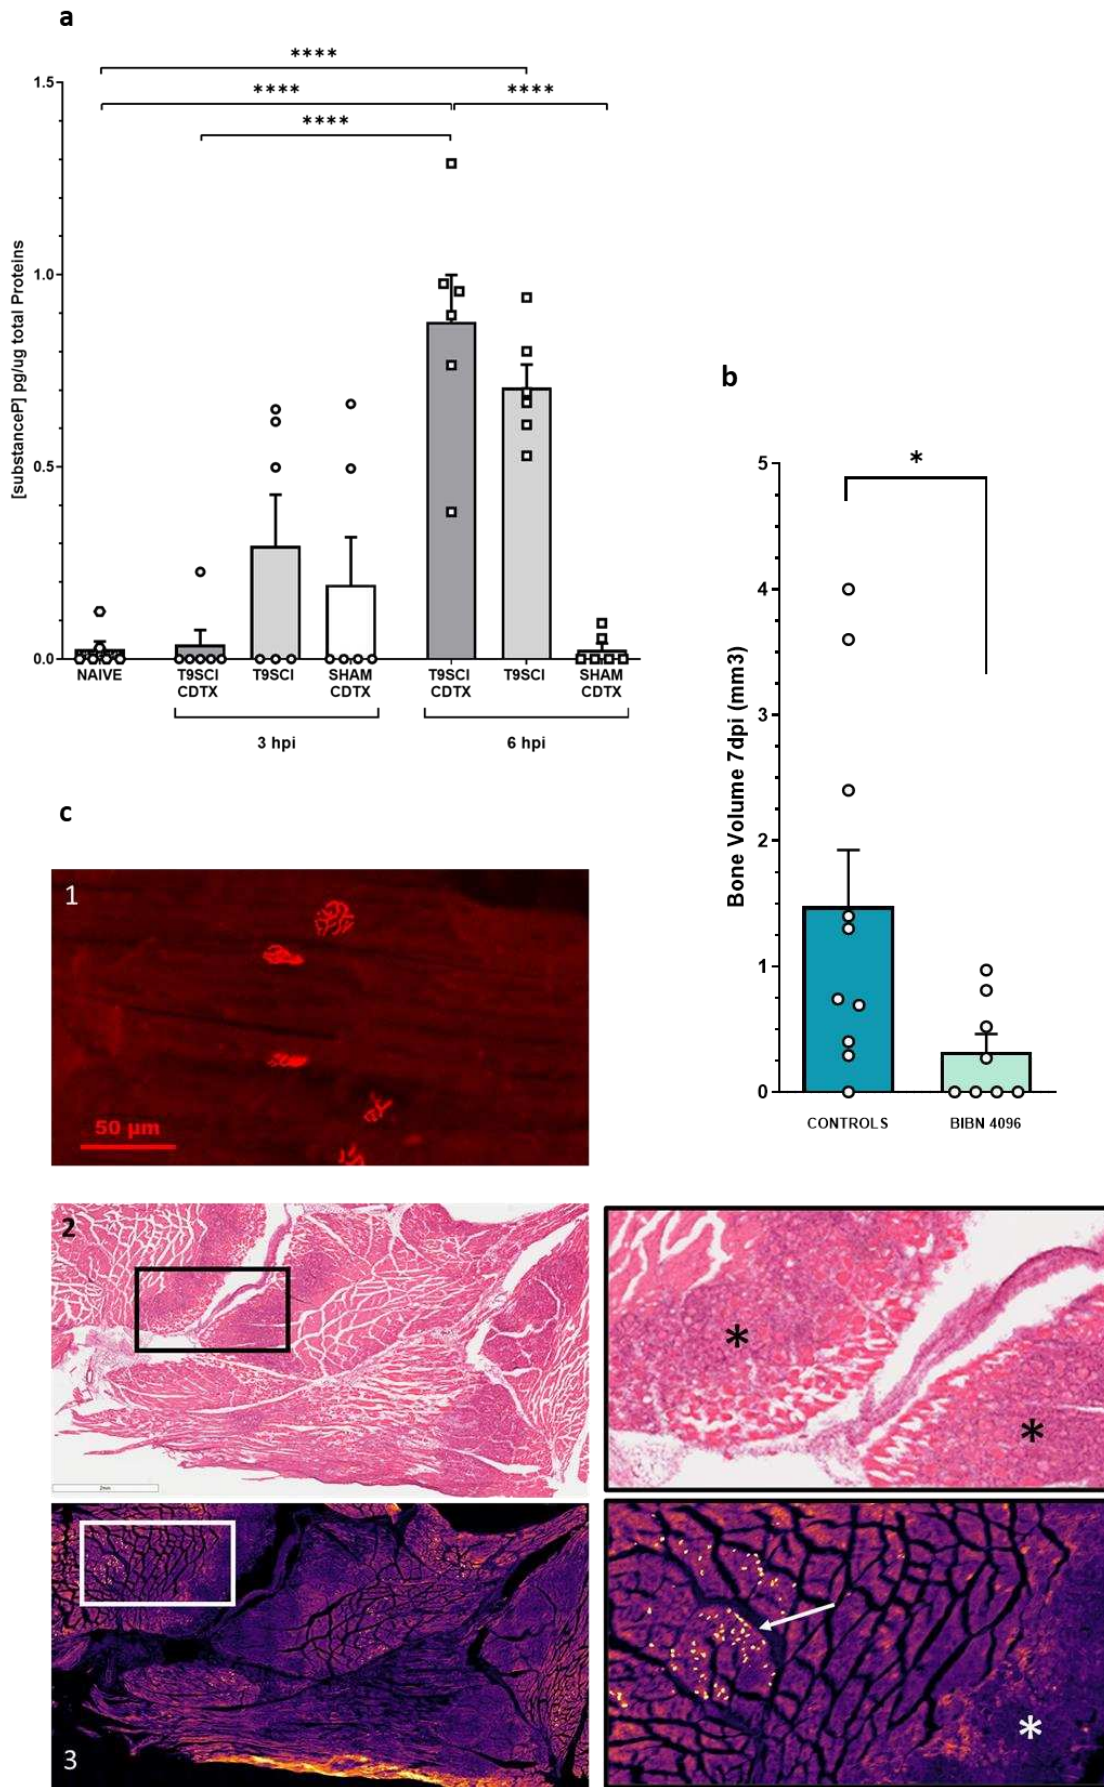 a
****
****
****
****
1.5
1.0
0.5
0.0
[substanceP] pg/ug total Proteins
NAIVE
T9SCI
CDTX
T9SCI
SHAM
CDTX
T9SCI
CDTX
T9SCI
SHAM
CDTX
3 hpi
6 hpi
b
*
5
4
3
2
1
0
Bone Volume 7dpi (mm3)
CONTROLS
BIBN 4096
c
1
50 µm
2
2mm
*
*
3
*